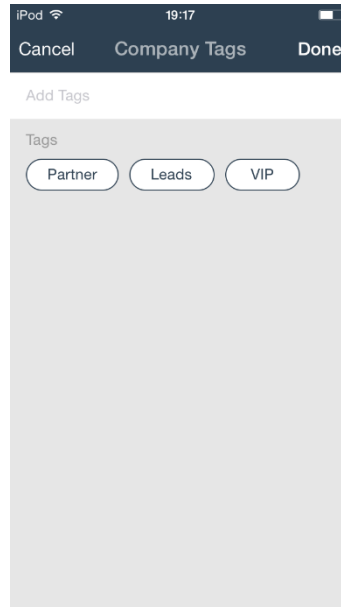 iPod 19:17
Cancel Company Tags Done
Add Tags
Tags
Partner Leads VIP